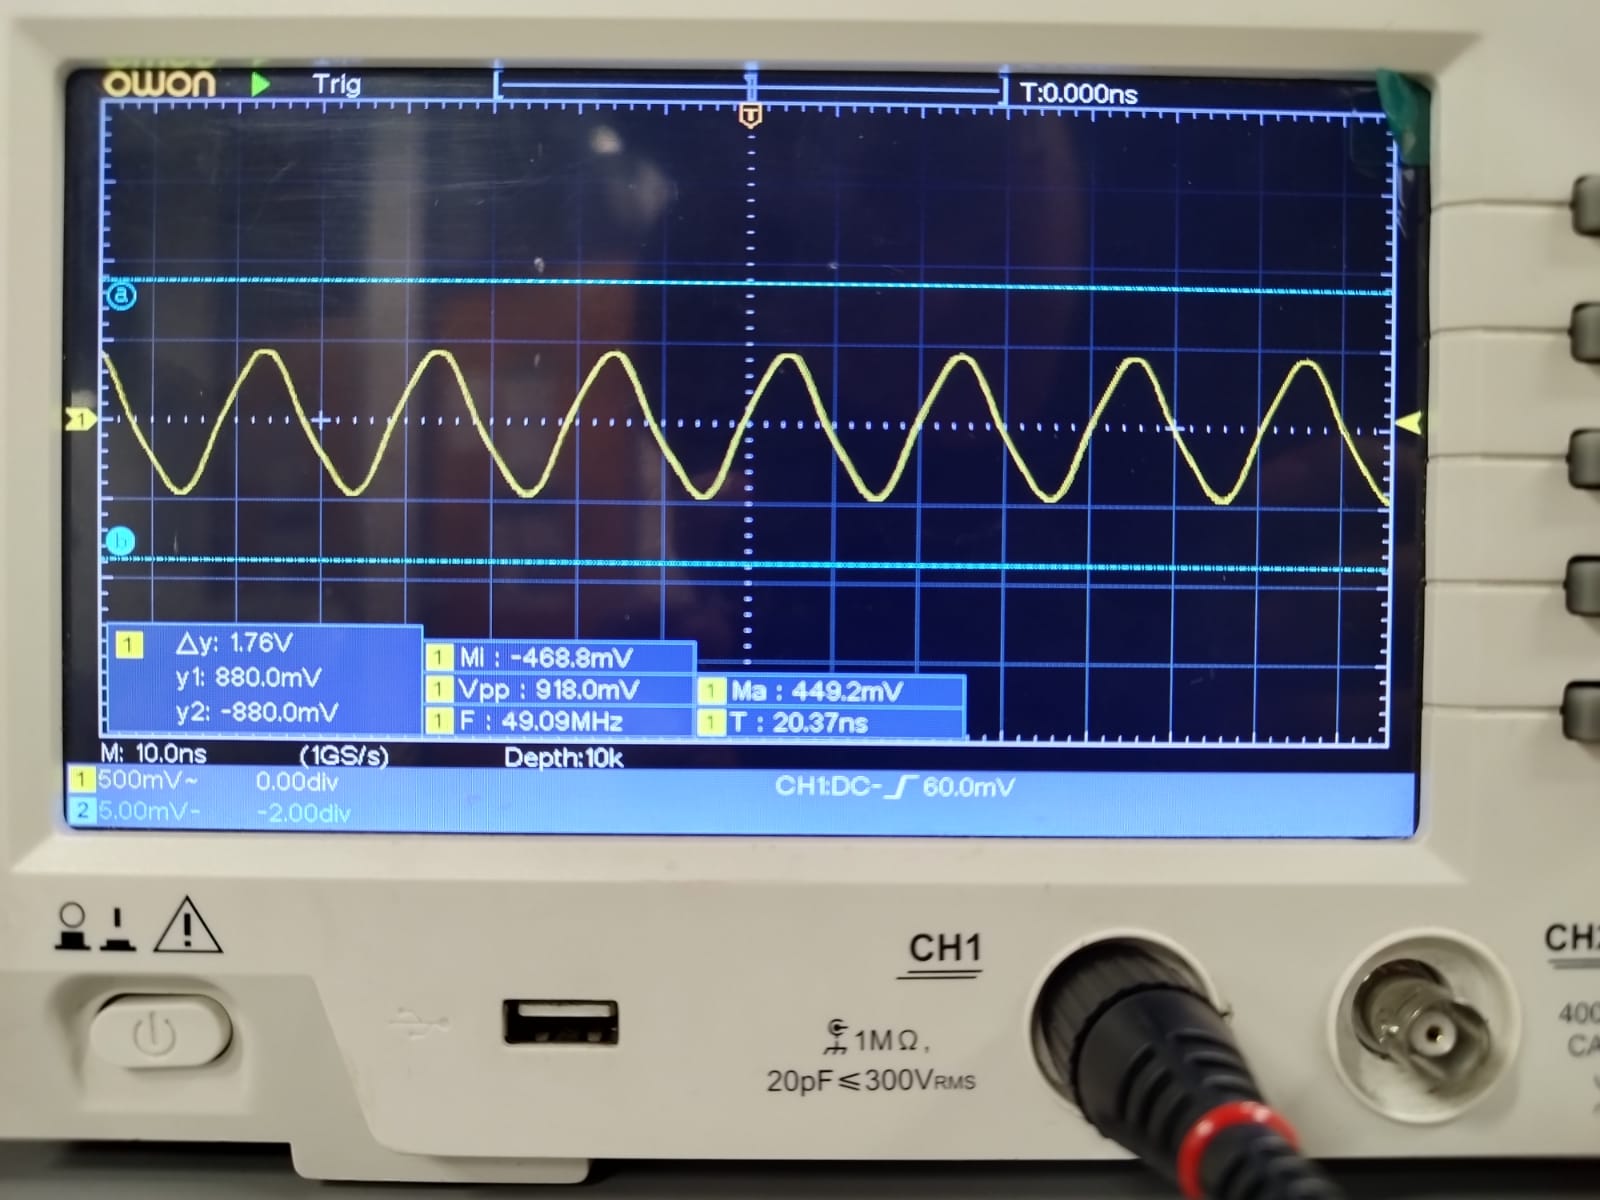 owon Trig T:0.000ns
T
a
1
b
1 Δy: 1.76V
y1: 880.0mV
y2: -880.0mV
1 MI : -468.8mV
1 Vpp : 918.0mV
1 Ma : 449.2mV
1 F : 49.09MHz
1 T : 20.37ns
M: 10.0ns (1GS/s) Depth:10k
1 500mV~ 0.00div CH1:DC- 60.0mV
2 5.00mV- -2.00div
CH1
1MΩ,
20pF≤300VRMS
400